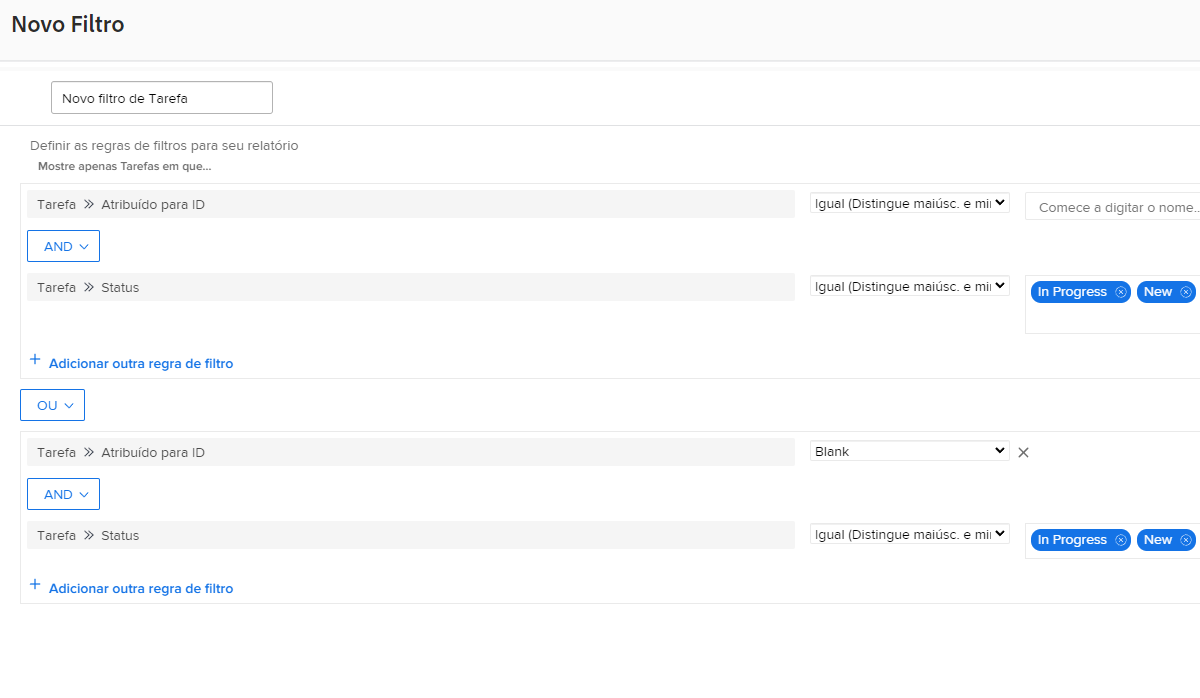 Novo Filtro
Novo filtro de Tarefa
Definir as regras de filtros para seu relatório
Mostre apenas Tarefas em que...
Tarefa » Atribuído para ID Igual (Distingue maiúsc. e mi Comece a digitar o nome..
AND
Tarefa » Status Igual (Distingue maiúsc. e mi In Progress New
+ Adicionar outra regra de filtro
OU
Tarefa » Atribuído para ID Blank
AND
Tarefa » Status Igual (Distingue maiúsc. e mi In Progress New
+ Adicionar outra regra de filtro